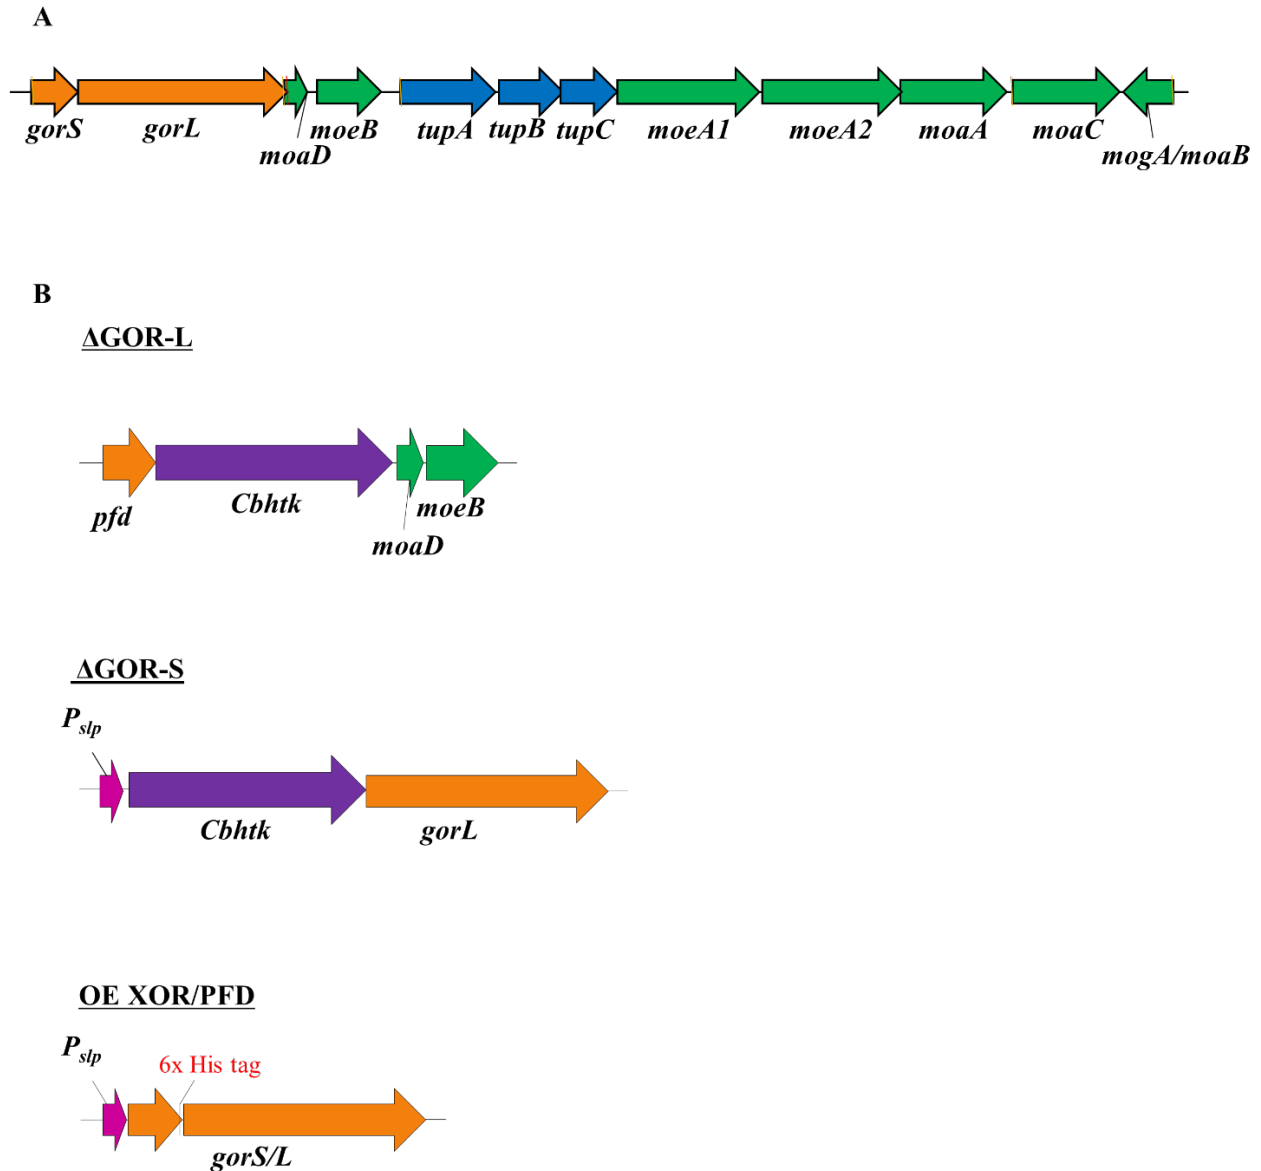 A
gorS gorL moaD moeB tupA tupB tupC moeA1 moeA2 moaA moaC mogA/moaB
B
ΔGOR-L
pfd Cbhtk moaD moeB
ΔGOR-S
Pslp
Cbhtk gorL
OE XOR/PFD
Pslp
6x His tag
gorS/L